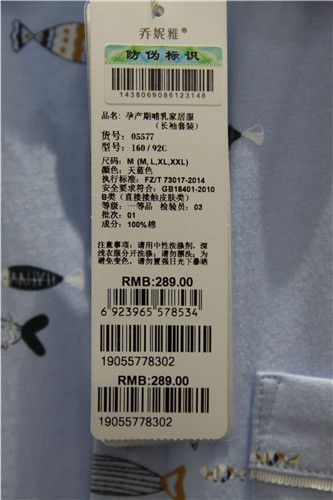 乔妮雅
防伪标识
1436069086123148
品名: 孕产期哺乳家居服
（长袖套装）
货号: 05577
型号: 160/92C
尺码: M (M, L,XL,XXL)
颜色: 天蓝色
执行标准: FZ/T 73017-2014
安全要求符合: GB18401-2010
B类(直接接触皮肤类)
等级: 一等品 检验员: 03
批次: 01
成分: 100%棉
注意事项: 请用中性洗涤剂, 深
浅衣服分开洗涤; 请勿漂洗; 为
避免变色, 请勿置强日光下暴晒
RMB:289.00
6 923965 578534
19055778302
RMB:289.00
19055778302